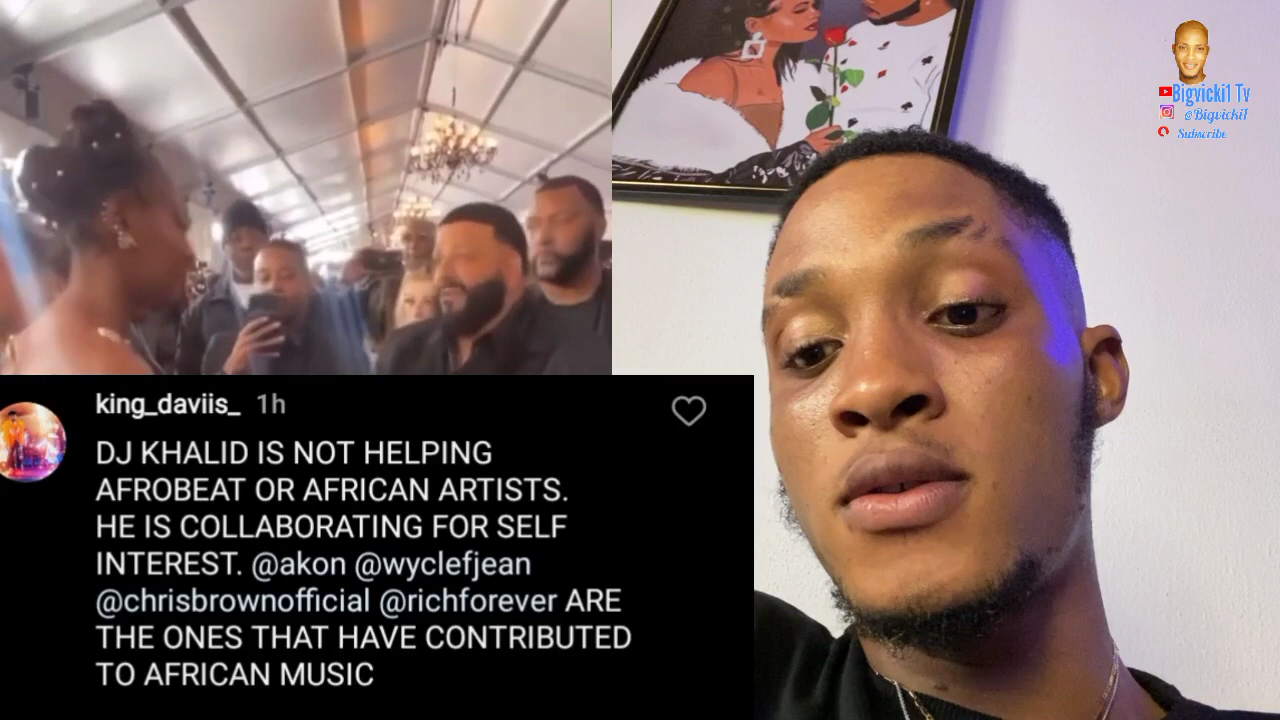 Bigvicki1 Tv
@Bigvicki1
Subscribe
king_daviis_ 1h
DJ KHALID IS NOT HELPING
AFROBEAT OR AFRICAN ARTISTS.
HE IS COLLABORATING FOR SELF
INTEREST. @akon @wyclefjean
@chrisbrownofficial @richforever ARE
THE ONES THAT HAVE CONTRIBUTED
TO AFRICAN MUSIC